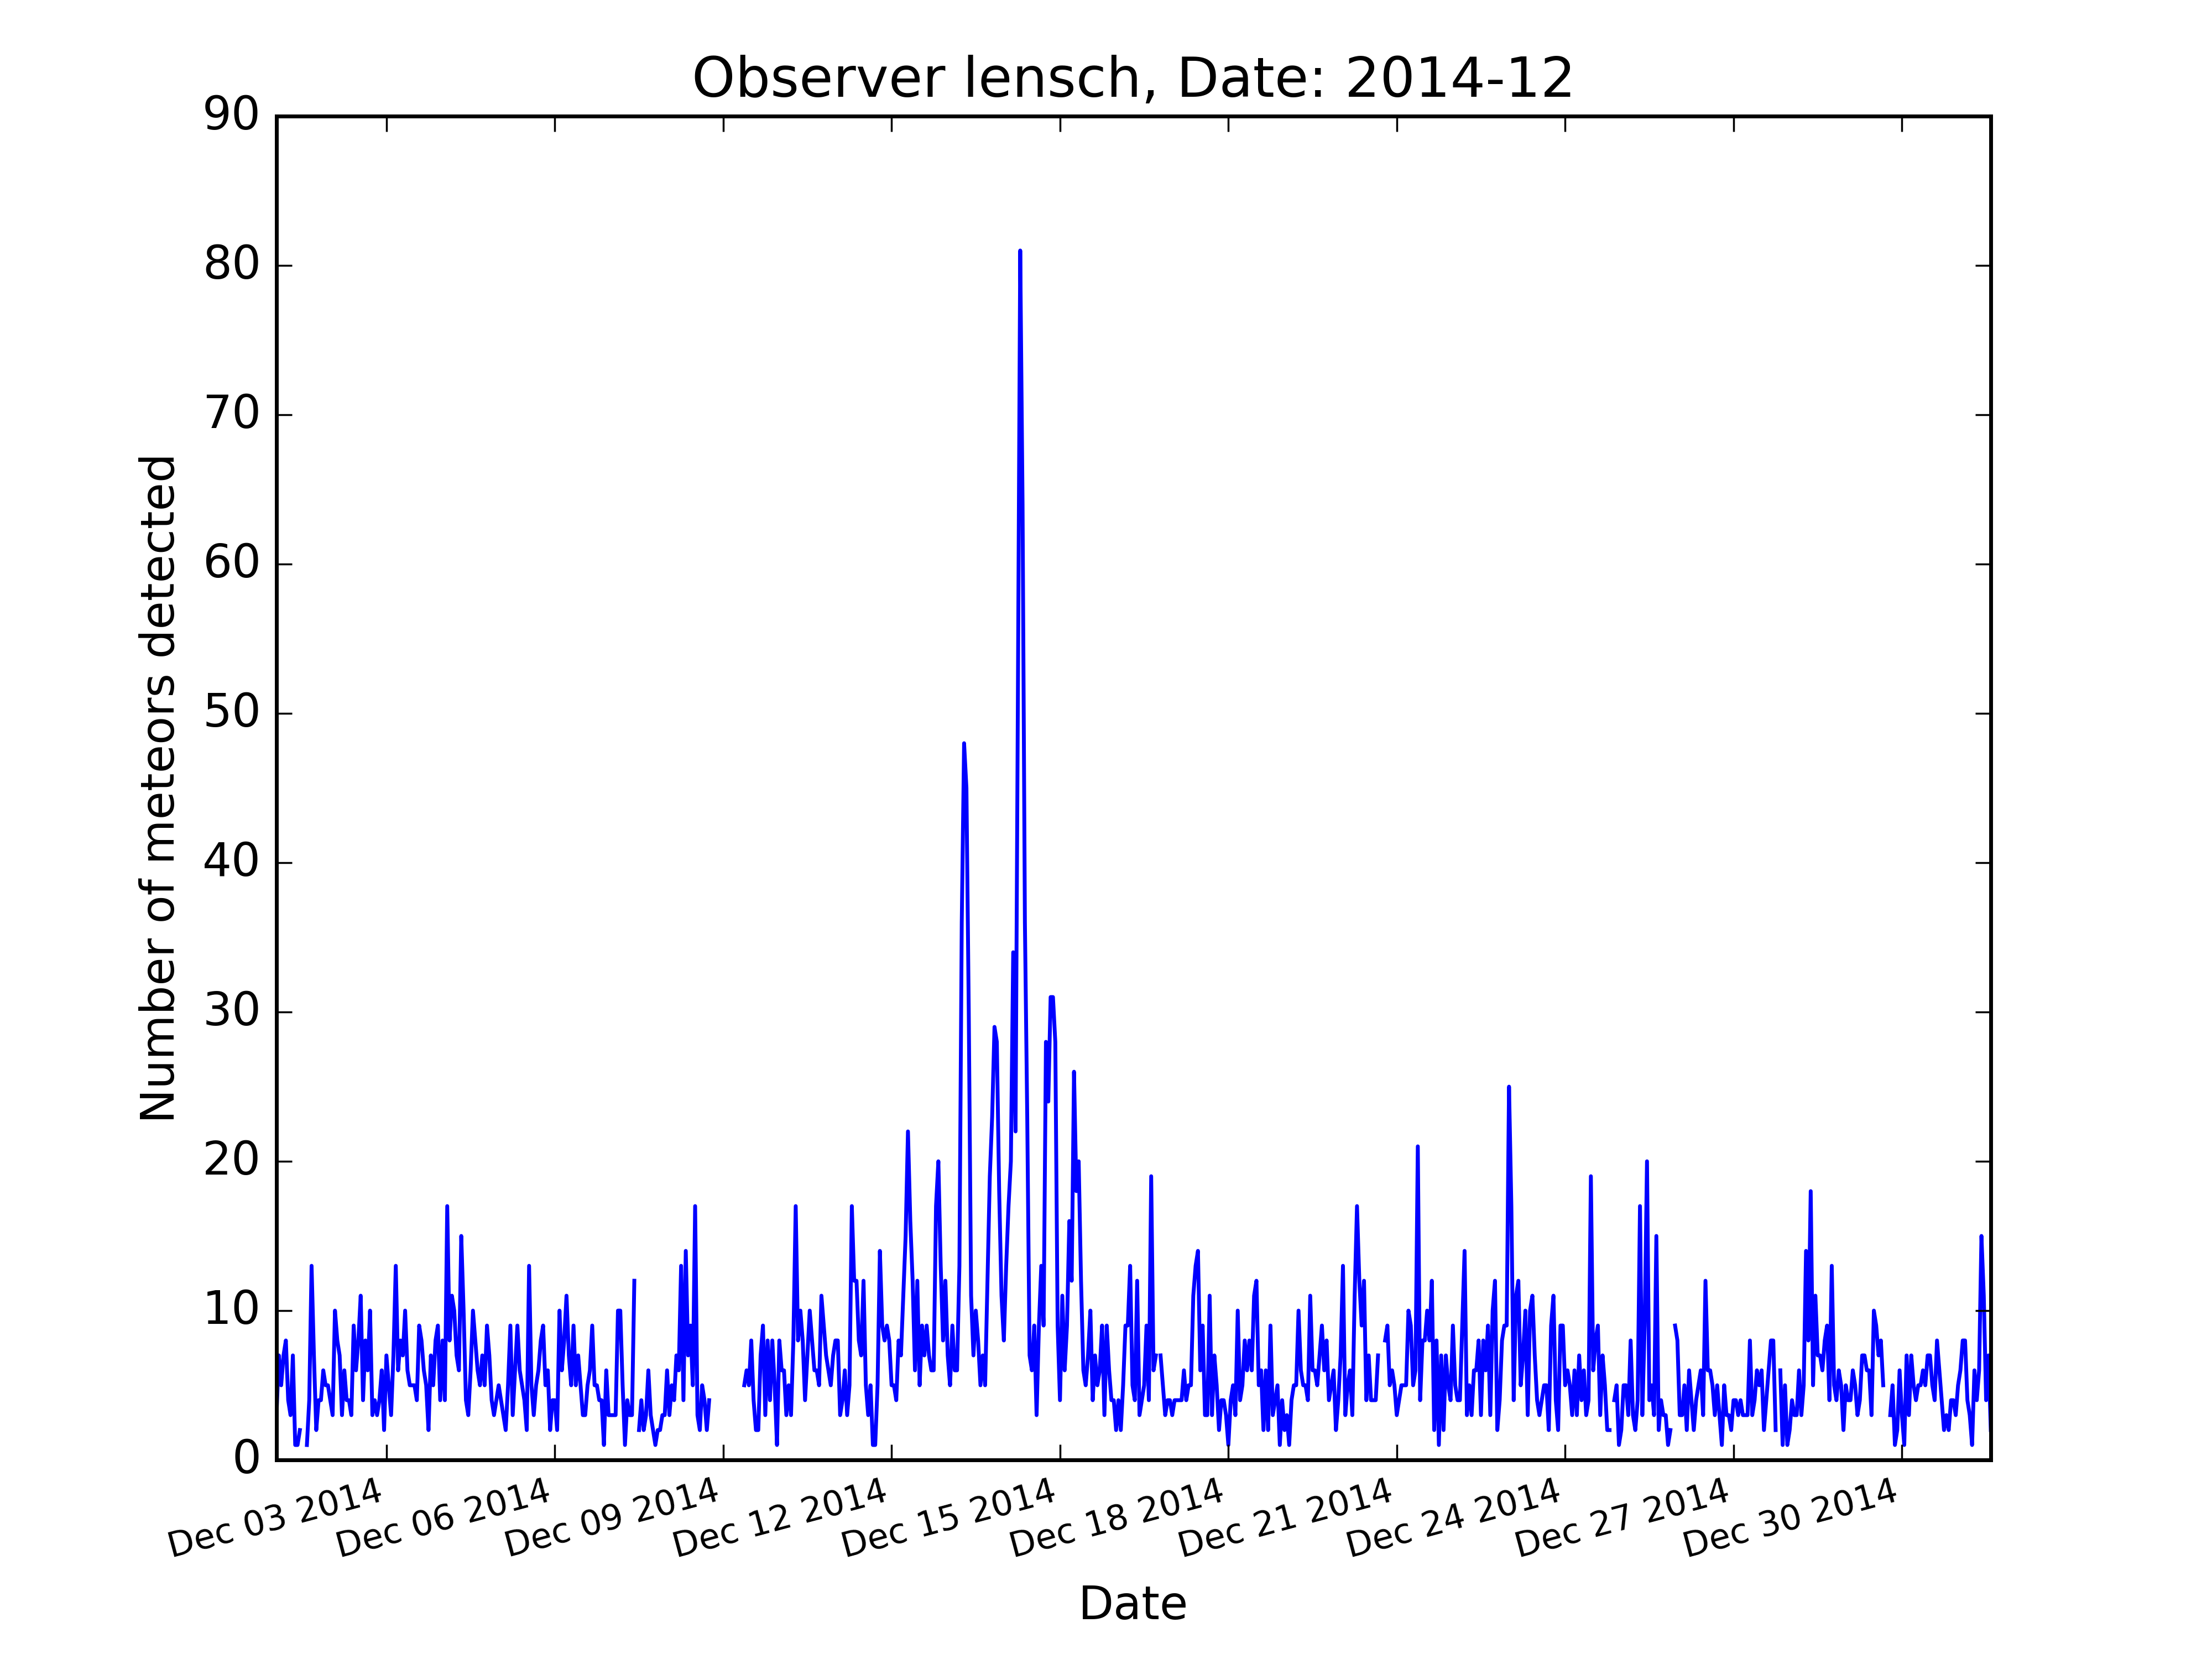 Observer lensch, Date: 2014-12
90
80
70
60
50
40
30
20
10
0
Number of meteors detected
Dec 03 2014
Dec 06 2014
Dec 09 2014
Dec 12 2014
Dec 15 2014
Dec 18 2014
Dec 21 2014
Dec 24 2014
Dec 27 2014
Dec 30 2014
Date